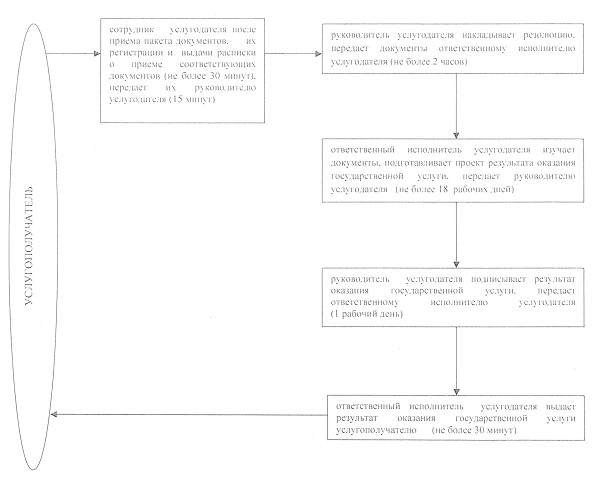 УСЛУГОПОЛУЧАТЕЛЬ
сотрудник услугодателя после
приема пакета документов, их
регистрации и выдачи расписки
о приеме соответствующих
документов (не более 30 минут),
передает их руководителю
услугодателя (15 минут)
руководитель услугодателя накладывает резолюцию,
передает документы ответственному исполнителю
услугодателя (не более 2 часов)
ответственный исполнитель услугодателя изучает
документы, подготавливает проект результата оказания
государственной услуги, передает руководителю
услугодателя (не более 18 рабочих дней)
руководитель услугодателя подписывает результат
оказания государственной услуги, передает
ответственному исполнителю услугодателя
(1 рабочий день)
ответственный исполнитель услугодателя выдает
результат оказания государственной услуги
услугополучателю (не более 30 минут)